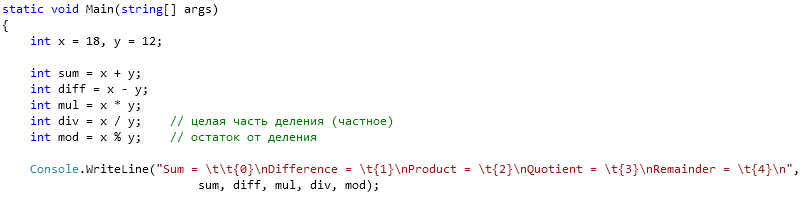 static void Main(string[] args)
{
    int x = 18, y = 12;

    int sum = x + y;
    int diff = x - y;
    int mul = x * y;
    int div = x / y;    // целая часть деления (частное)
    int mod = x % y;    // остаток от деления

    Console.WriteLine("Sum = \t\t{0}\nDifference = \t{1}\nProduct = \t{2}\nQuotient = \t{3}\nRemainder = \t{4}\n",
                          sum, diff, mul, div, mod);